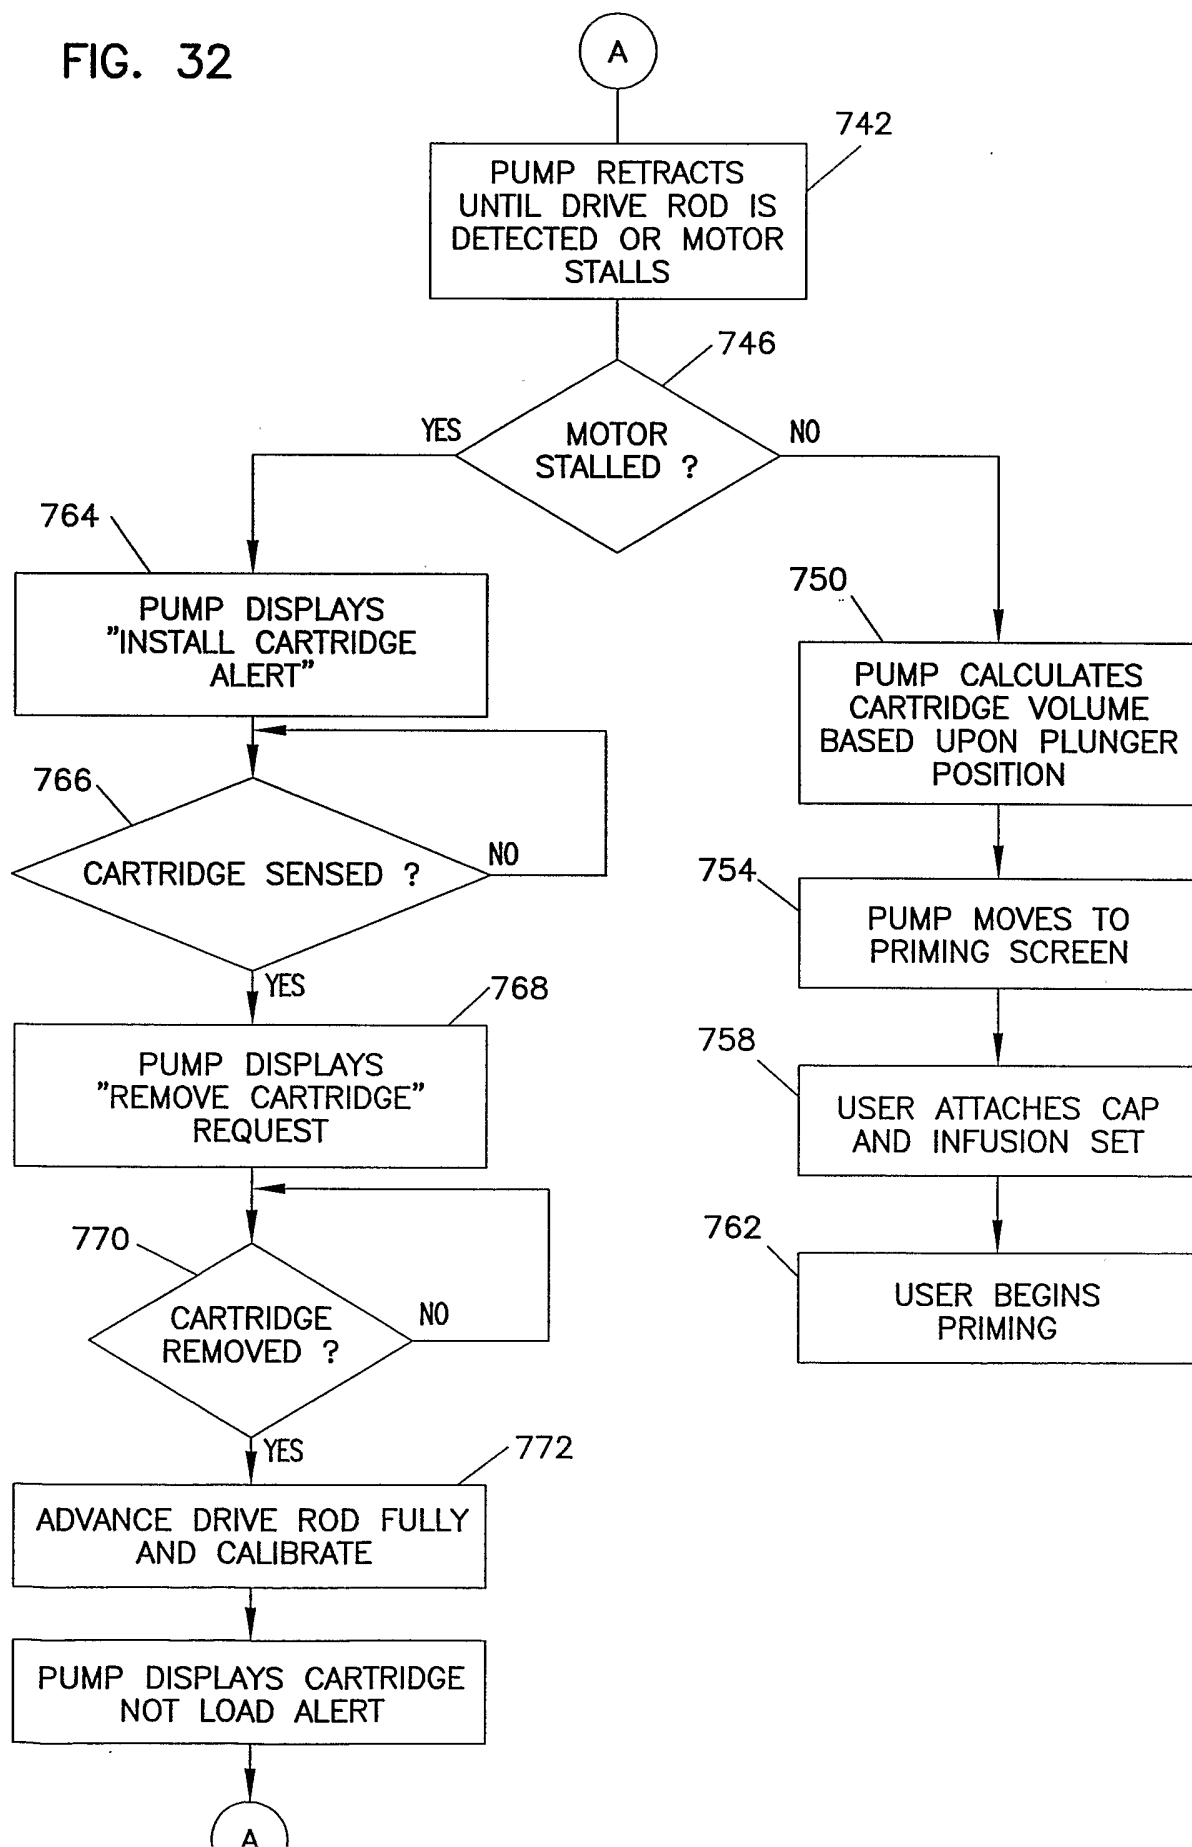 FIG. 32
A
742
PUMP RETRACTS
UNTIL DRIVE ROD IS
DETECTED OR MOTOR
STALLS
746
YES
MOTOR
STALLED ?
NO
764
PUMP DISPLAYS
"INSTALL CARTRIDGE
ALERT"
766
CARTRIDGE SENSED ?
NO
YES
768
PUMP DISPLAYS
"REMOVE CARTRIDGE"
REQUEST
770
CARTRIDGE
REMOVED ?
NO
YES
772
ADVANCE DRIVE ROD FULLY
AND CALIBRATE
PUMP DISPLAYS CARTRIDGE
NOT LOAD ALERT
A
750
PUMP CALCULATES
CARTRIDGE VOLUME
BASED UPON PLUNGER
POSITION
754
PUMP MOVES TO
PRIMING SCREEN
758
USER ATTACHES CAP
AND INFUSION SET
762
USER BEGINS
PRIMING